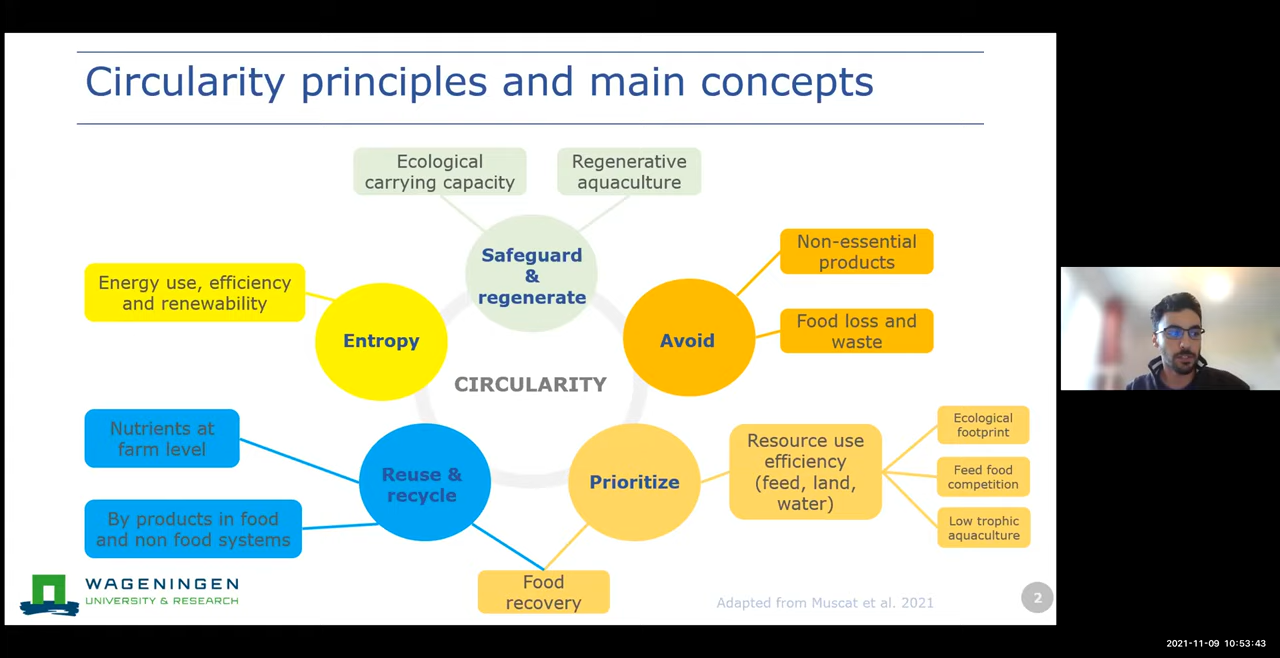 Circularity principles and main concepts
Ecological
carrying capacity
Regenerative
aquaculture
Safeguard
&
regenerate
Non-essential
products
Energy use, efficiency
and renewability
Entropy
Avoid
Food loss and
waste
CIRCULARITY
Nutrients at
farm level
Reuse &
recycle
Prioritize
Resource use
efficiency
(feed, land,
water)
Ecological
footprint
Feed food
competition
Low trophic
aquaculture
By products in food
and non food systems
Food
recovery
WAGENINGEN
UNIVERSITY & RESEARCH
Adapted from Muscat et al. 2021
2
2021-11-09 10:53:43